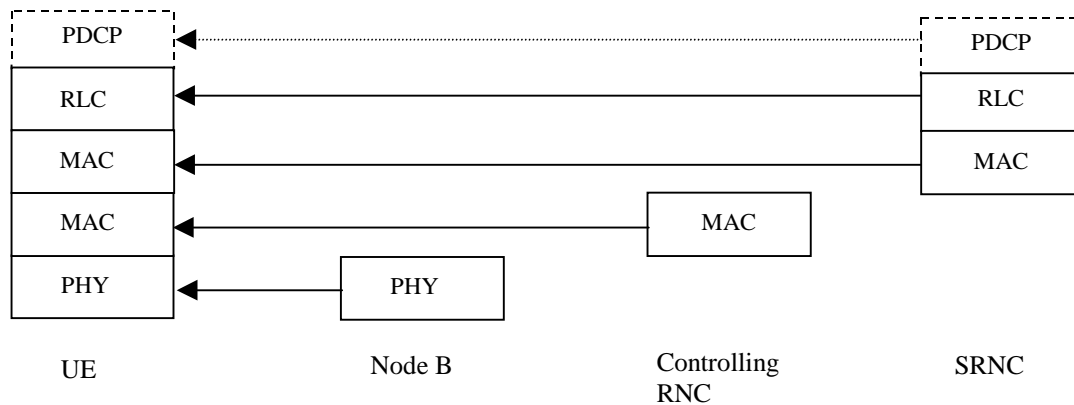 PDCP
PDCP
RLC
RLC
MAC
MAC
MAC
MAC
PHY
PHY
UE
Node B
Controlling
RNC
SRNC